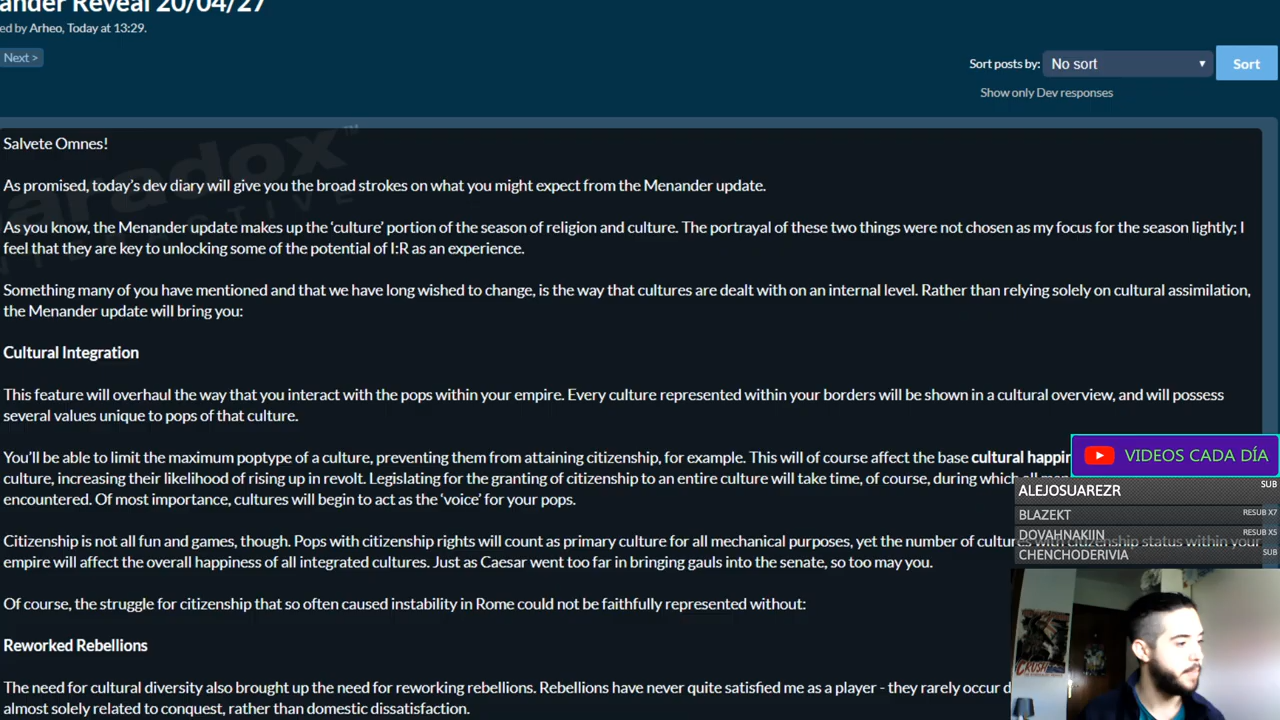 ander Reveal 20/04/27
ed by Arheo, Today at 13:29.
Next >
Sort posts by:
No sort
Sort
Show only Dev responses
paradox
Salvete Omnes!
As promised, today's dev diary will give you the broad strokes on what you might expect from the Menander update.
As you know, the Menander update makes up the 'culture' portion of the season of religion and culture. The portrayal of these two things were not chosen as my focus for the season lightly; I
feel that they are key to unlocking some of the potential of I:R as an experience.
Something many of you have mentioned and that we have long wished to change, is the way that cultures are dealt with on an internal level. Rather than relying solely on cultural assimilation,
the Menander update will bring you:
Cultural Integration
This feature will overhaul the way that you interact with the pops within your empire. Every culture represented within your borders will be shown in a cultural overview, and will possess
several values unique to pops of that culture.
You'll be able to limit the maximum poptype of a culture, preventing them from attaining citizenship, for example. This will of course affect the base cultural happin
culture, increasing their likelihood of rising up in revolt. Legislating for the granting of citizenship to an entire culture will take time, of course, during which all
encountered. Of most importance, cultures will begin to act as the 'voice' for your pops.
Citizenship is not all fun and games, though. Pops with citizenship rights will count as primary culture for all mechanical purposes, yet the number of cultures with citizenship status within your
empire will affect the overall happiness of all integrated cultures. Just as Caesar went too far in bringing gauls into the senate, so too may you.
Of course, the struggle for citizenship that so often caused instability in Rome could not be faithfully represented without:
Reworked Rebellions
The need for cultural diversity also brought up the need for reworking rebellions. Rebellions have never quite satisfied me as a player - they rarely occur
almost solely related to conquest, rather than domestic dissatisfaction.
VIDEOS CADA DÍA
ALEJOSUAREZR SUB
BLAZEKT RESUB X7
DOVAHNAKIIN RESUB X5
CHENCHODERIVIA SUB
CRUSH